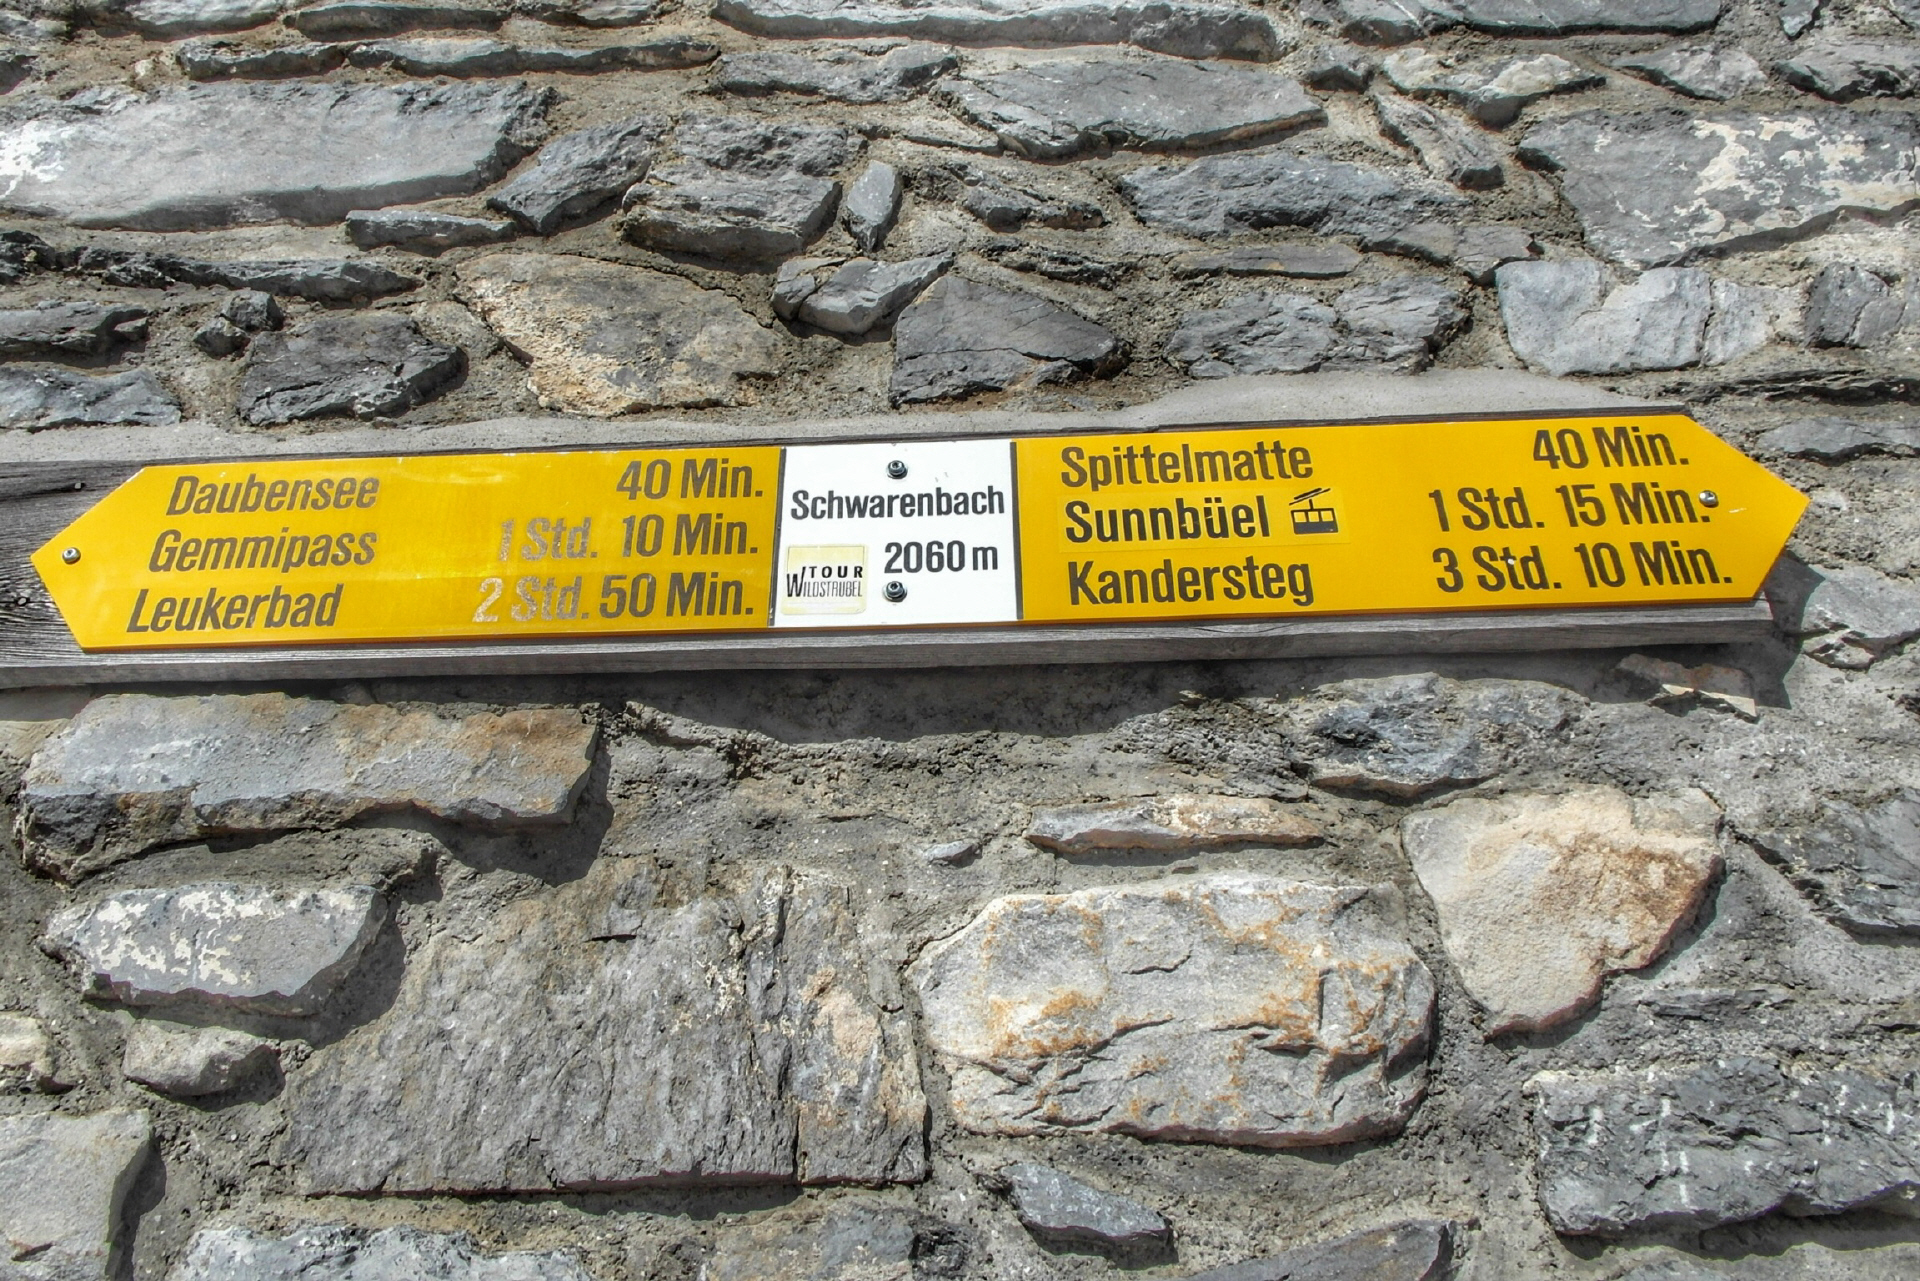 Daubensee 40 Min.
Gemmipass 1 Std. 10 Min.
Leukerbad 2 Std. 50 Min.
Schwarenbach
2060 m
TOUR
WILDSTRUBEL
Spittelmatte 40 Min.
Sunnbüel 1 Std. 15 Min.
Kandersteg 3 Std. 10 Min.